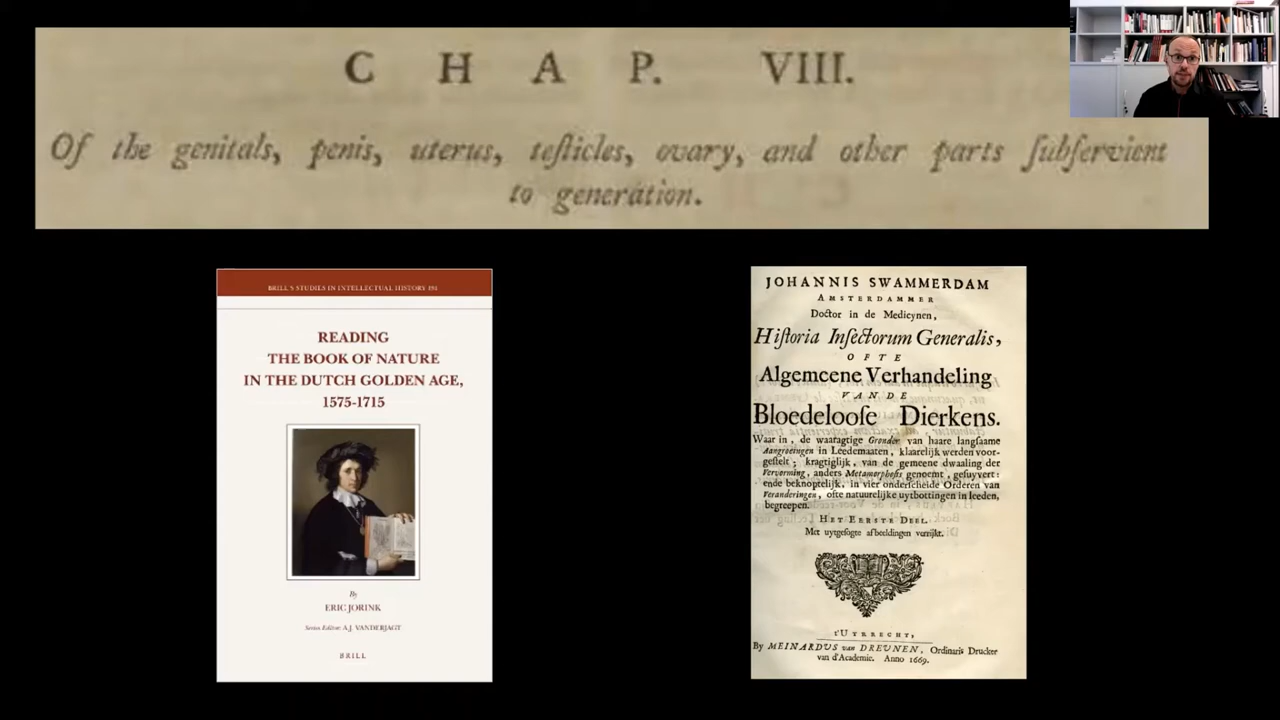 CHAP. VIII.
Of the genitals, penis, uterus, teſticles, ovary, and other parts ſubſervient
to generation.
BRILL'S STUDIES IN INTELLECTUAL HISTORY 191
READING
THE BOOK OF NATURE
IN THE DUTCH GOLDEN AGE,
1575-1715
By
ERIC JORINK
Series Editor: A.J. VANDERJAGT
BRILL
JOHANNIS SWAMMERDAM
AMSTERDAMMER
Doctor in de Medicynen,
Hiſtoria Inſectorum Generalis,
OFTE
Algemeene Verhandeling
VANDE
Bloedelooſe Dierkens.
Waar in, de waaragtige Gronden van haare langſaame
Aangroeingen in Leedemaaten, klaarelijk werden voor-
geſtelt; kragtiglijk, van de gemeene dwaaling der
Vervorming, anders Metamorphoſis genoemt, geſuyvert:
ende beknoptelijk, in vier onderſcheide Orderen van
Veranderingen, ofte natuurelijke uytbottingen in leeden,
begreepen.
HET EERSTE DEEL.
Met uytgeſogte afbeeldingen verrijkt.
t'UTRECHT,
By MEINARDUS van DREUNEN, Ordinaris Drucker
van d'Academie. Anno 1669.